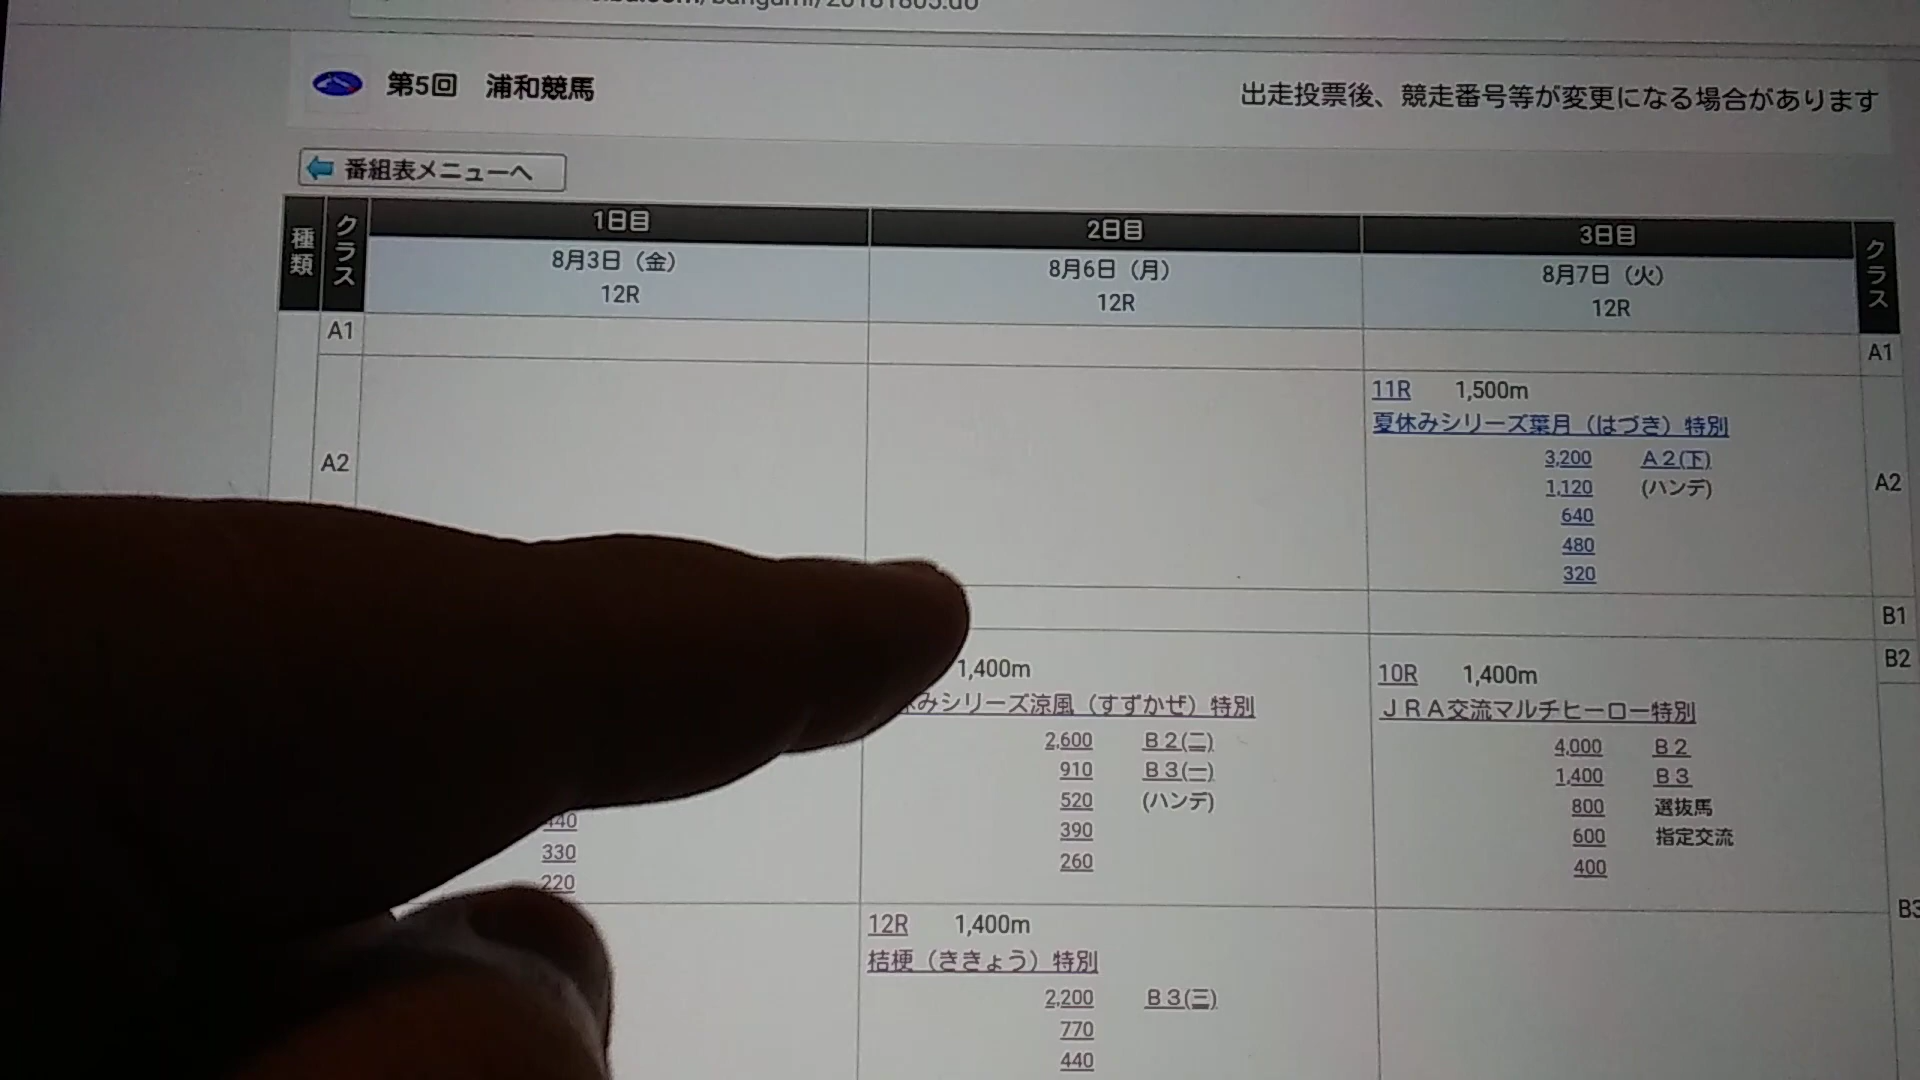 第5回 浦和競馬
出走投票後、競走番号等が変更になる場合があります
番組表メニューへ
種類
クラス
1日目
2日目
3日目
クラス
8月3日（金）
8月6日（月）
8月7日（火）
12R
12R
12R
A1
A1
11R 1,500m
夏休みシリーズ葉月（はづき）特別
A2
3,200 A2(下)
1,120 (ハンデ)
A2
640
480
320
B1
B2
1,400m
みシリーズ涼風（すずかぜ）特別
2,600 B2(二)
910 B3(一)
520 (ハンデ)
390
260
10R 1,400m
JRA交流マルチヒーロー特別
4,000 B2
1,400 B3
800 選抜馬
600 指定交流
400
440
330
220
B3
12R 1,400m
桔梗（ききょう）特別
2,200 B3(三)
770
440